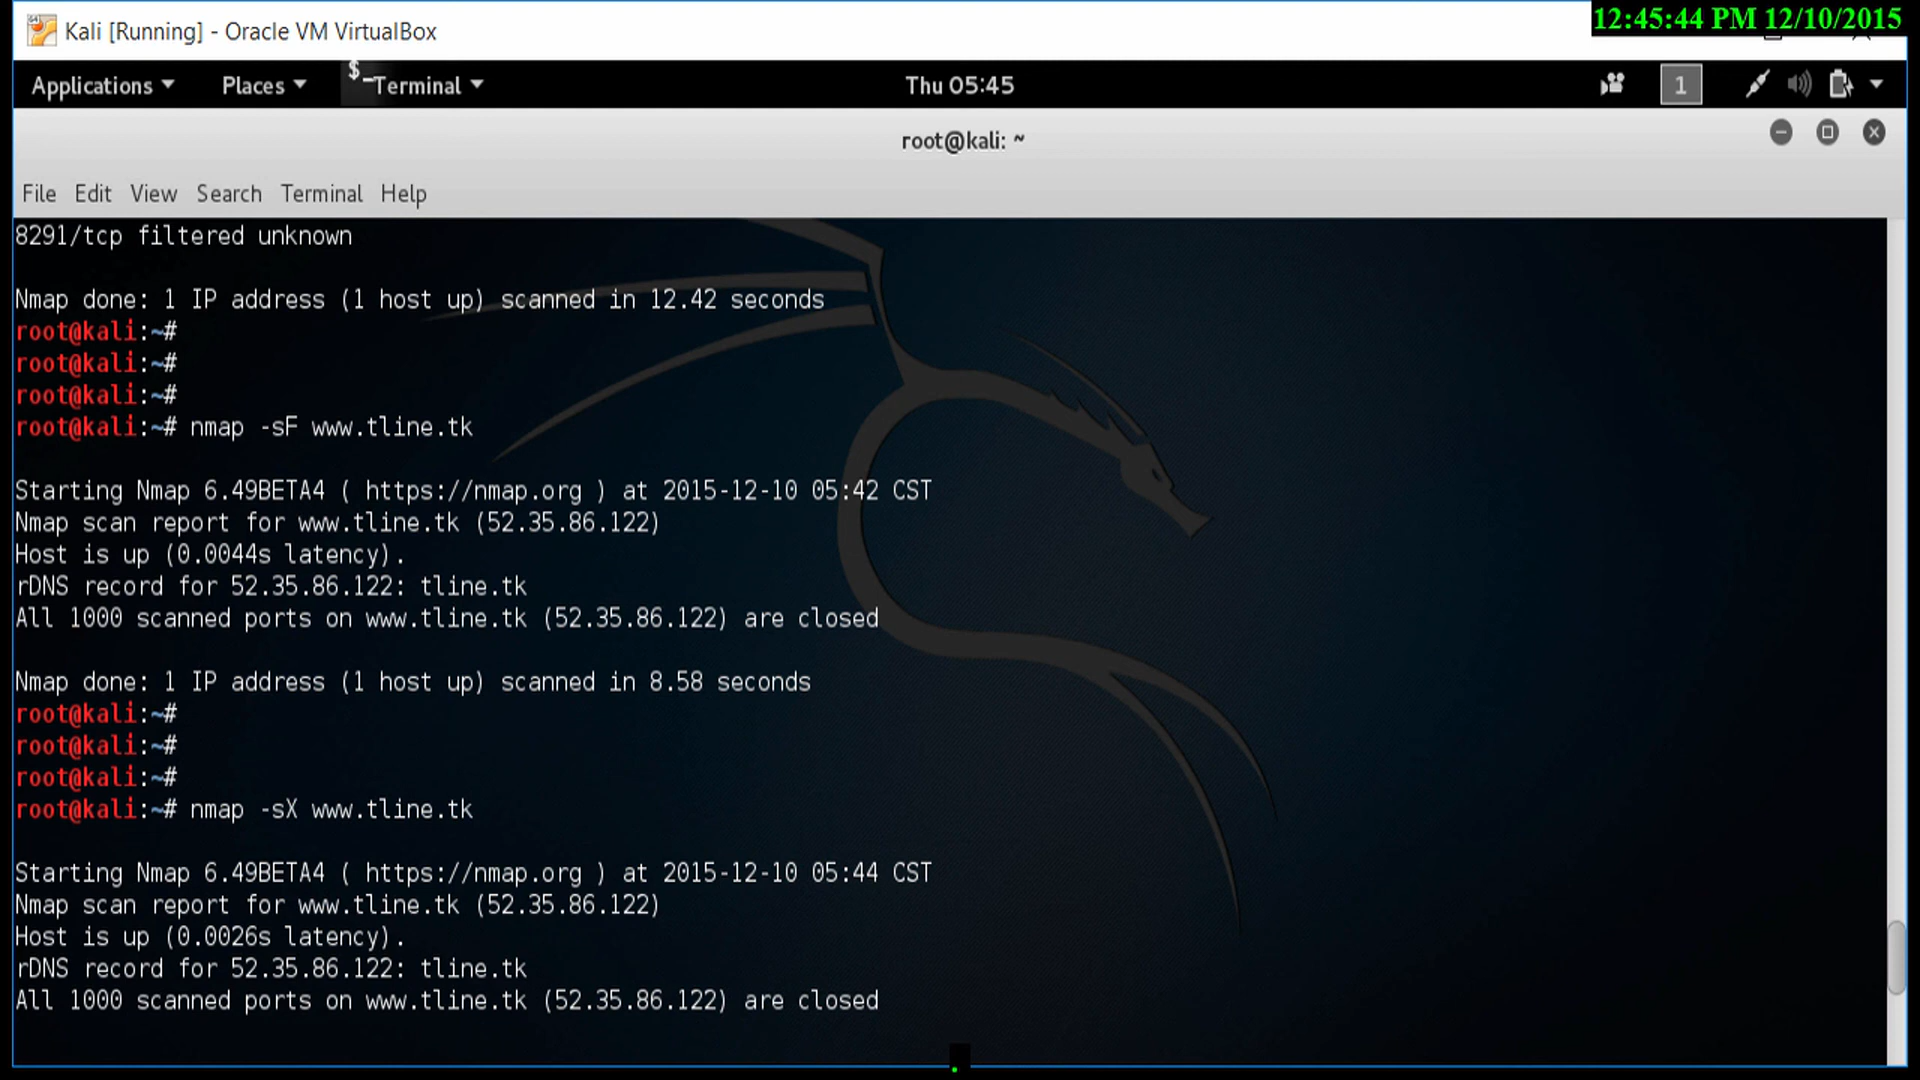 Kali [Running] - Oracle VM VirtualBox
12:45:44 PM 12/10/2015
Applications Places $_Terminal Thu 05:45 1
root@kali: ~
File Edit View Search Terminal Help
8291/tcp filtered unknown
Nmap done: 1 IP address (1 host up) scanned in 12.42 seconds
root@kali:~#
root@kali:~#
root@kali:~#
root@kali:~# nmap -sF www.tline.tk
Starting Nmap 6.49BETA4 ( https://nmap.org ) at 2015-12-10 05:42 CST
Nmap scan report for www.tline.tk (52.35.86.122)
Host is up (0.0044s latency).
rDNS record for 52.35.86.122: tline.tk
All 1000 scanned ports on www.tline.tk (52.35.86.122) are closed
Nmap done: 1 IP address (1 host up) scanned in 8.58 seconds
root@kali:~#
root@kali:~#
root@kali:~#
root@kali:~# nmap -sX www.tline.tk
Starting Nmap 6.49BETA4 ( https://nmap.org ) at 2015-12-10 05:44 CST
Nmap scan report for www.tline.tk (52.35.86.122)
Host is up (0.0026s latency).
rDNS record for 52.35.86.122: tline.tk
All 1000 scanned ports on www.tline.tk (52.35.86.122) are closed